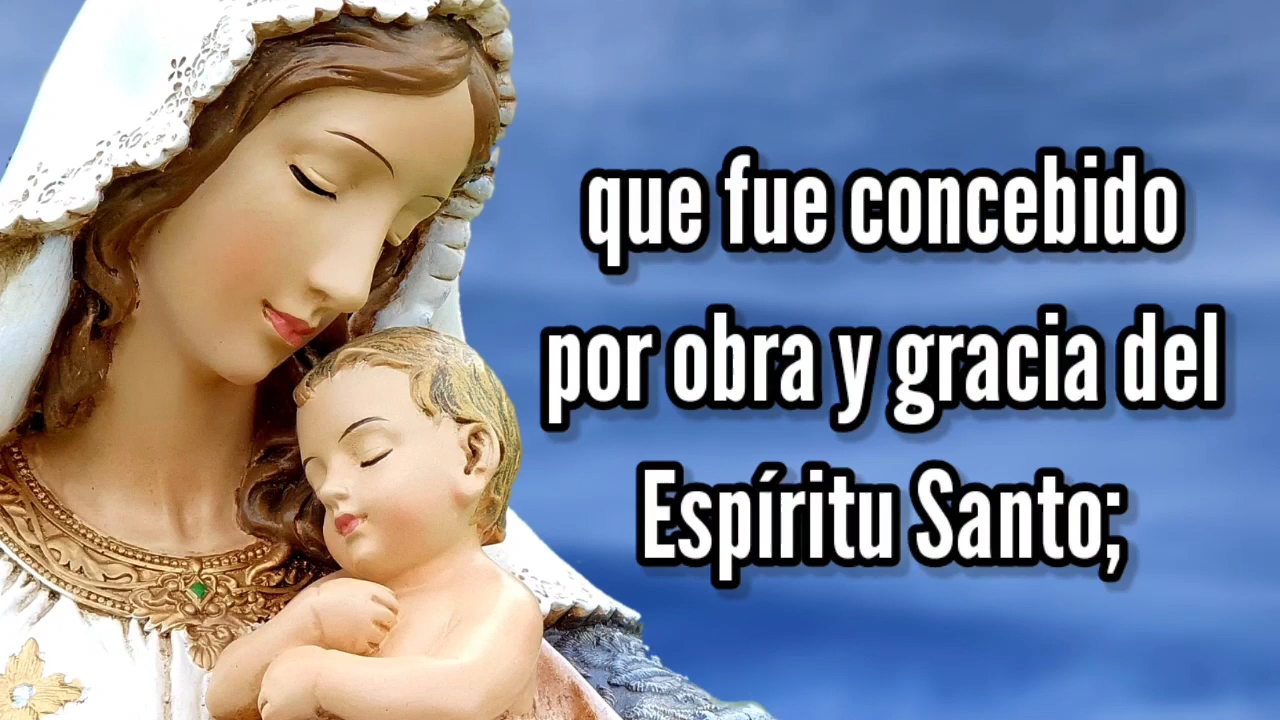 que fue concebido
por obra y gracia del
Espíritu Santo;